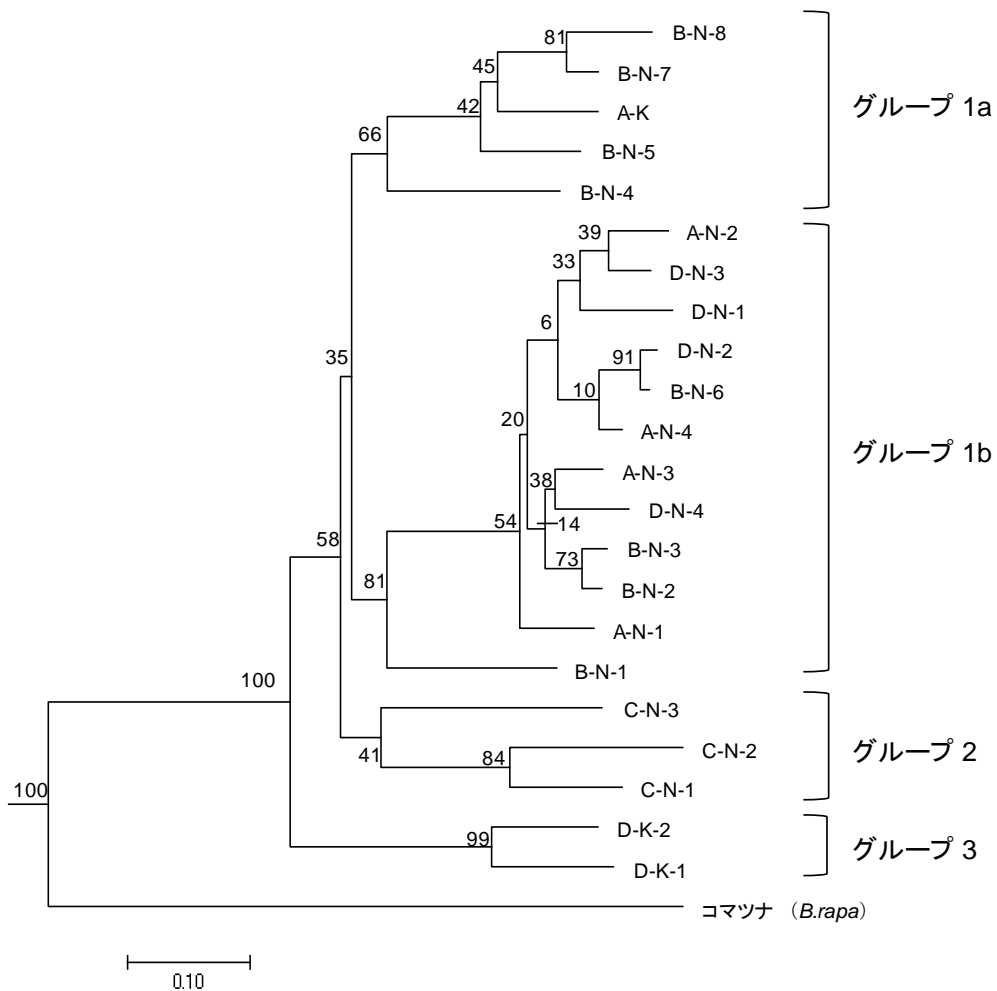 81
B-N-8
45
B-N-7
42
A-K
グループ 1a
66
B-N-5
B-N-4
39
A-N-2
33
D-N-3
D-N-1
6
91
D-N-2
35
10
B-N-6
20
A-N-4
グループ 1b
38
A-N-3
D-N-4
54
14
58
73
B-N-3
81
B-N-2
A-N-1
B-N-1
100
C-N-3
41
84
C-N-2
グループ 2
C-N-1
100
99
D-K-2
グループ 3
D-K-1
コマツナ (B.rapa)
0.10